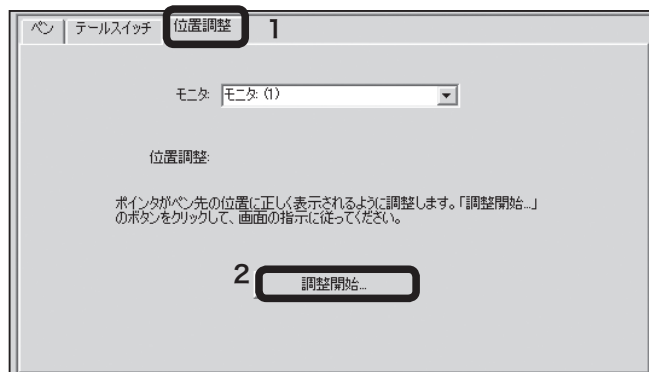 ペン テールスイッチ 位置調整 1
モニタ: モニタ: (1)
位置調整:
ポインタがペン先の位置に正しく表示されるように調整します。「調整開始...」
のボタンをクリックして、画面の指示に従ってください。
2 調整開始...